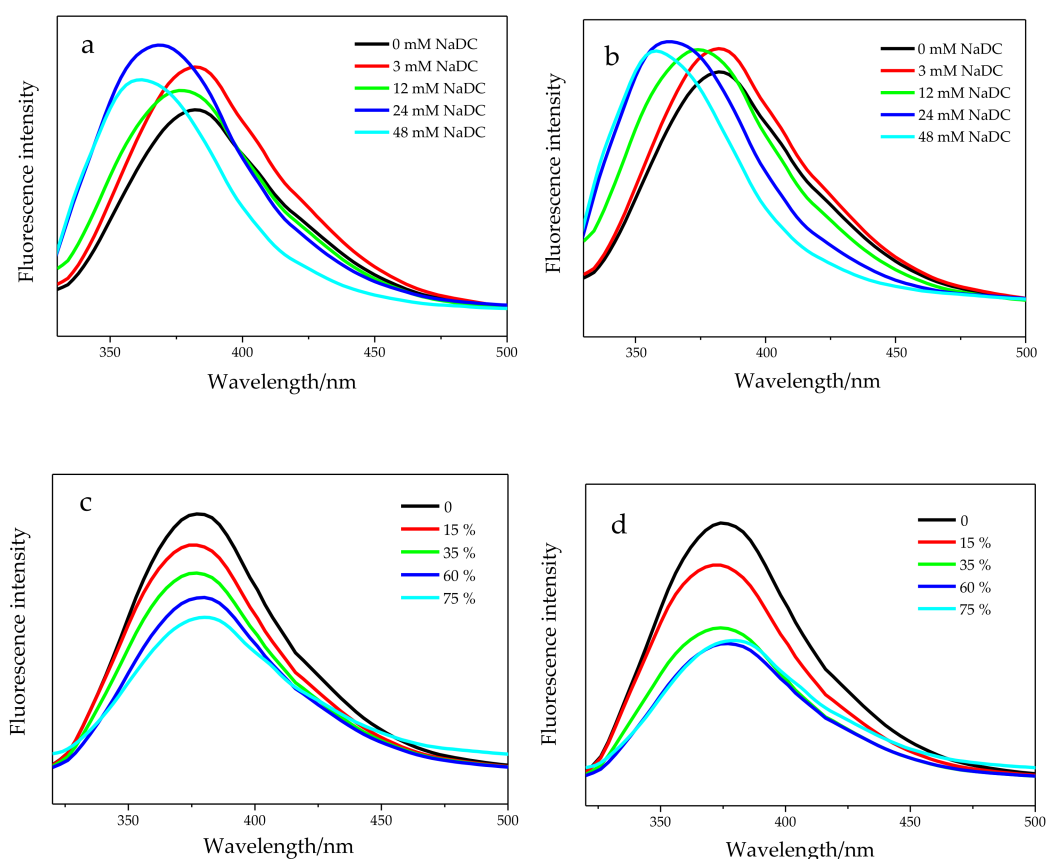 a
0 mM NaDC
3 mM NaDC
12 mM NaDC
24 mM NaDC
48 mM NaDC
Fluorescence intensity
350
400
450
500
Wavelength/nm
b
0 mM NaDC
3 mM NaDC
12 mM NaDC
24 mM NaDC
48 mM NaDC
Fluorescence intensity
350
400
450
500
Wavelength/nm
c
0
15 %
35 %
60 %
75 %
Fluorescence intensity
350
400
450
500
Wavelength/nm
d
0
15 %
35 %
60 %
75 %
Fluorescence intensity
350
400
450
500
Wavelength/nm